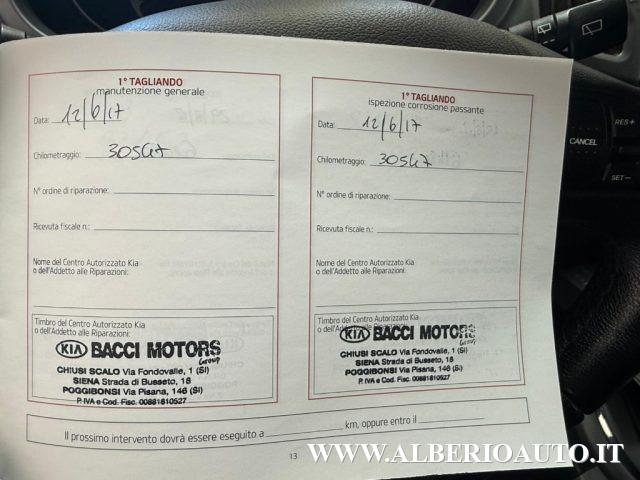 1° TAGLIANDO
manutenzione generale
Data: 12/6/17
Chilometraggio: 30547
N° ordine di riparazione:
Ricevuta fiscale n.:
Nome del Centro Autorizzato Kia
o dell'Addetto alle Riparazioni:
Timbro del Centro Autorizzato Kia
o dell'Addetto alle Riparazioni:
KIA BACCI MOTORS
Group
CHIUSI SCALO Via Fondovalle, 1 (SI)
SIENA Strada di Busseto, 18
POGGIBONSI Via Pisana, 146 (SI)
P. IVA e Cod. Fisc. 00881810527
1° TAGLIANDO
ispezione corrosione passante
Data: 12/6/17
Chilometraggio: 30547
N° ordine di riparazione:
Ricevuta fiscale n.:
Nome del Centro Autorizzato Kia
o dell'Addetto alle Riparazioni:
Timbro del Centro Autorizzato Kia
o dell'Addetto alle Riparazioni:
KIA BACCI MOTORS
Group
CHIUSI SCALO Via Fondovalle, 1 (SI)
SIENA Strada di Busseto, 18
POGGIBONSI Via Pisana, 146 (SI)
P. IVA e Cod. Fisc. 00881810527
Il prossimo intervento dovrà essere eseguito a km, oppure entro il
13
RES+
CANCEL
SET-
WWW.ALBERIOAUTO.IT